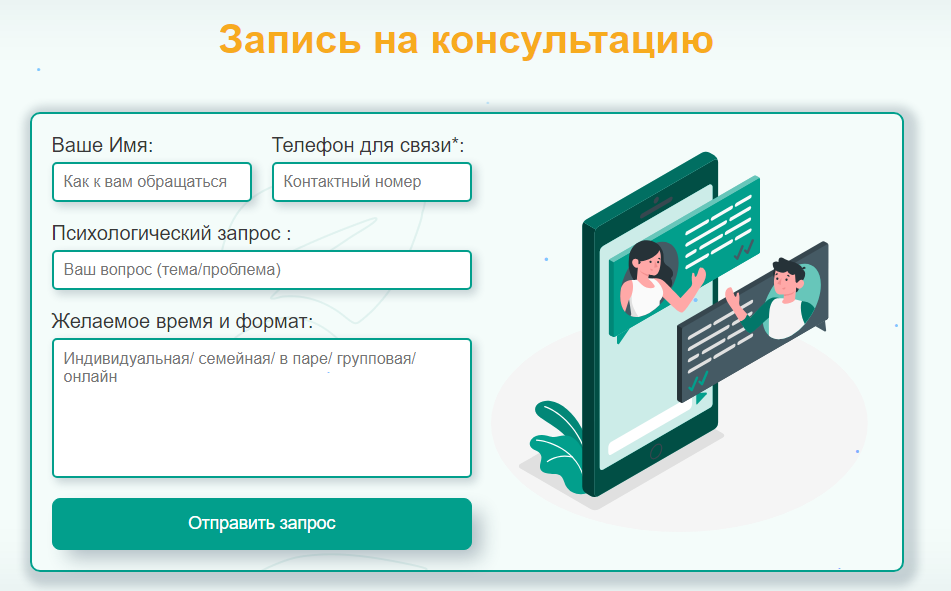 Запись на консультацию
Ваше Имя:
Телефон для связи*:
Как к вам обращаться
Контактный номер
Психологический запрос :
Ваш вопрос (тема/проблема)
Желаемое время и формат:
Индивидуальная/ семейная/ в паре/ групповая/
онлайн
Отправить запрос